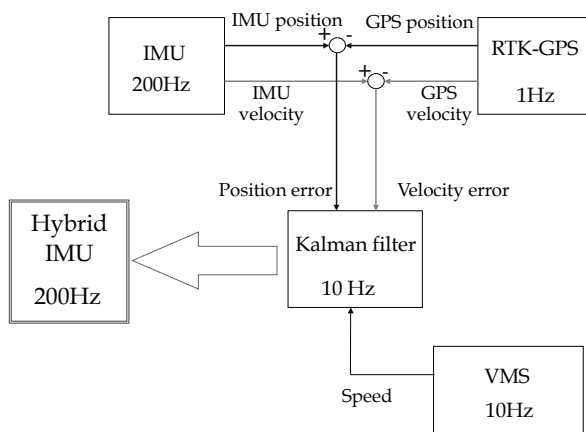 IMU position
GPS position
+
-
IMU
200Hz
RTK-GPS
1Hz
+
-
IMU
velocity
GPS
velocity
Position error
Velocity error
Hybrid
IMU
200Hz
Kalman filter
10 Hz
Speed
VMS
10Hz